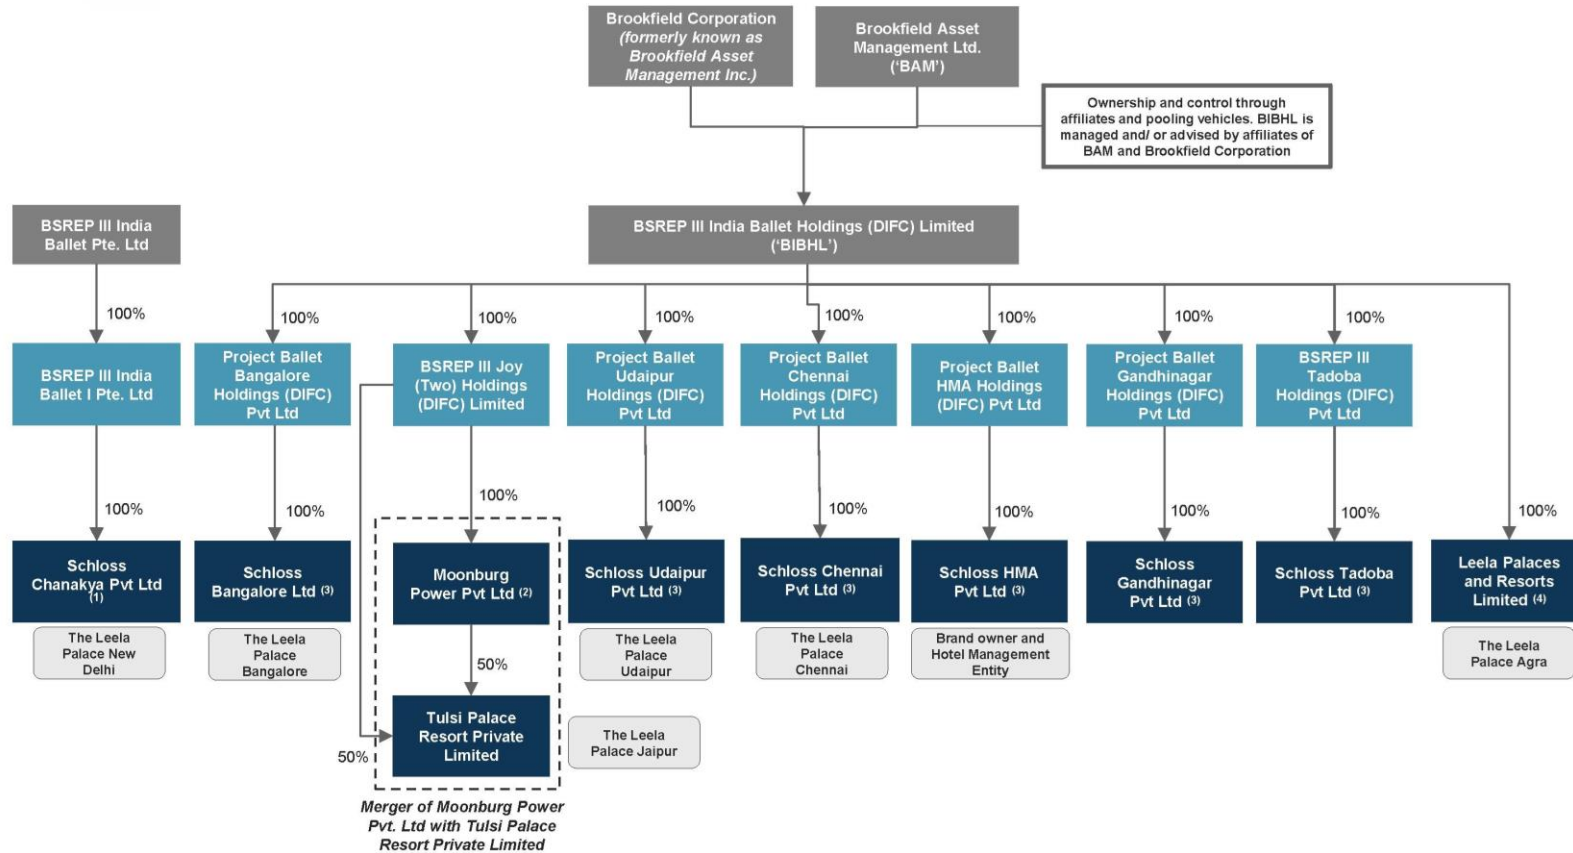 Brookfield Corporation
(formerly known as
Brookfield Asset
Management Inc.)
Brookfield Asset
Management Ltd.
('BAM')
Ownership and control through
affiliates and pooling vehicles. BIBHL is
managed and/ or advised by affiliates of
BAM and Brookfield Corporation
BSREP III India
Ballet Pte. Ltd
BSREP III India Ballet Holdings (DIFC) Limited
('BIBHL')
100%
100%
100%
100%
100%
100%
100%
100%
100%
BSREP III India
Ballet I Pte. Ltd
Project Ballet
Bangalore
Holdings (DIFC)
Pvt Ltd
BSREP III Joy
(Two) Holdings
(DIFC) Limited
Project Ballet
Udaipur
Holdings (DIFC)
Pvt Ltd
Project Ballet
Chennai
Holdings (DIFC)
Pvt Ltd
Project Ballet
HMA Holdings
(DIFC) Pvt Ltd
Project Ballet
Gandhinagar
Holdings (DIFC)
Pvt Ltd
BSREP III
Tadoba
Holdings (DIFC)
Pvt Ltd
100%
100%
100%
100%
100%
100%
100%
100%
Schloss
Chanakya Pvt Ltd
(1)
Schloss
Bangalore Ltd (3)
Moonburg
Power Pvt Ltd (2)
Schloss Udaipur
Pvt Ltd (3)
Schloss Chennai
Pvt Ltd (3)
Schloss HMA
Pvt Ltd (3)
Schloss
Gandhinagar
Pvt Ltd (3)
Schloss Tadoba
Pvt Ltd (3)
Leela Palaces
and Resorts
Limited (4)
The Leela
Palace New
Delhi
The Leela
Palace
Bangalore
The Leela
Palace
Udaipur
The Leela
Palace
Chennai
Brand owner and
Hotel Management
Entity
The Leela
Palace Agra
50%
Tulsi Palace
Resort Private
Limited
The Leela
Palace Jaipur
50%
Merger of Moonburg Power
Pvt. Ltd with Tulsi Palace
Resort Private Limited